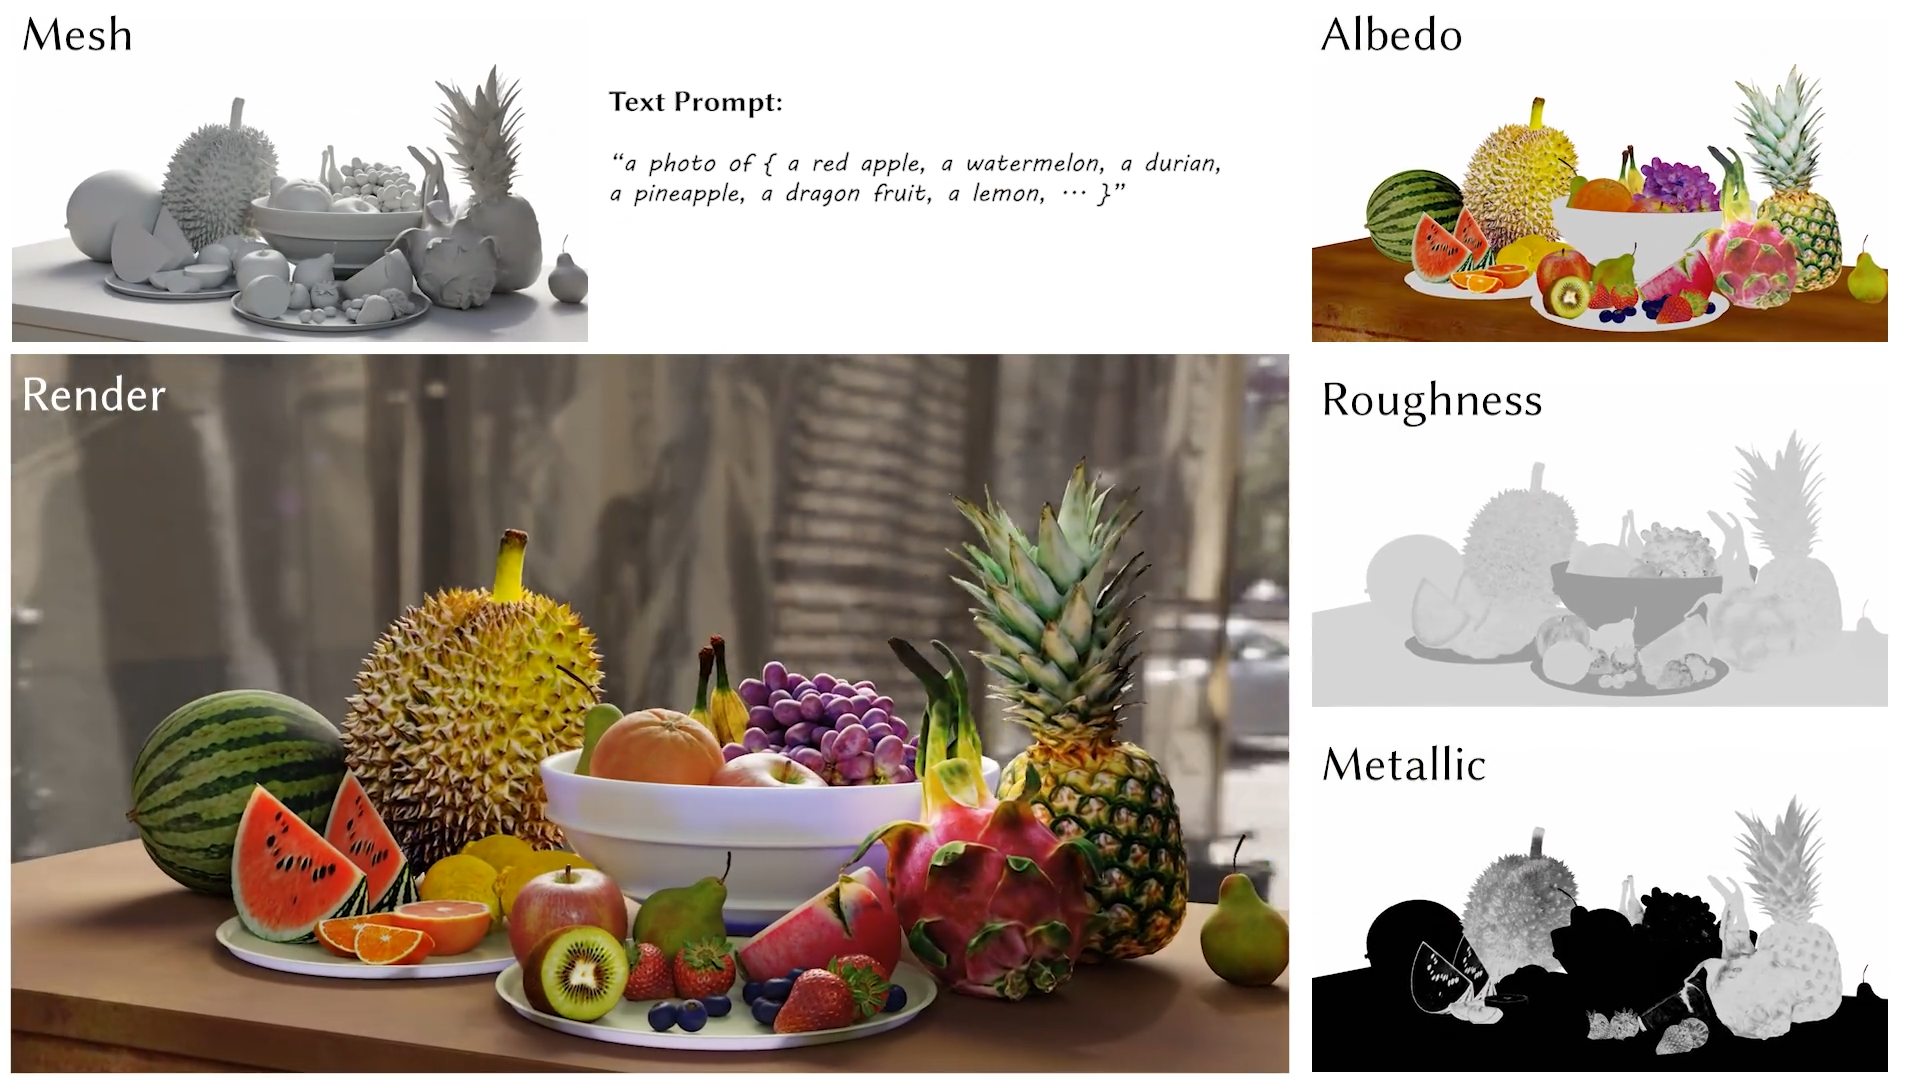 Mesh
Text Prompt:
“a photo of { a red apple, a watermelon, a durian,
a pineapple, a dragon fruit, a lemon, ··· }”
Albedo
Render
Roughness
Metallic